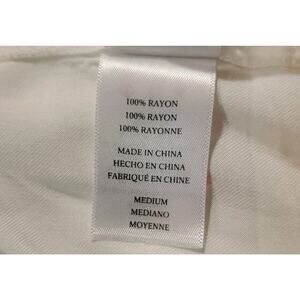 100% RAYON
100% RAYON
100% RAYONNE
MADE IN CHINA
HECHO EN CHINA
FABRIQUÉ EN CHINE
MEDIUM
MEDIANO
MOYENNE